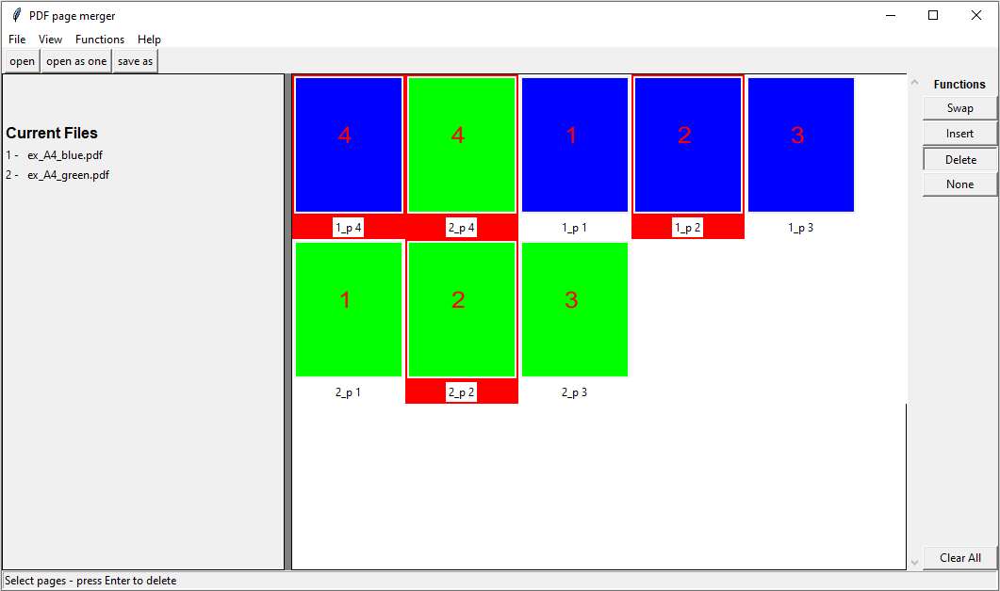 PDF page merger
File View Functions Help
open open as one save as
Current Files
1 - ex_A4_blue.pdf
2 - ex_A4_green.pdf
4 4 1 2 3
1_p 4 2_p 4 1_p 1 1_p 2 1_p 3
1 2 3
2_p 1 2_p 2 2_p 3
Functions
Swap
Insert
Delete
None
Clear All
Select pages - press Enter to delete